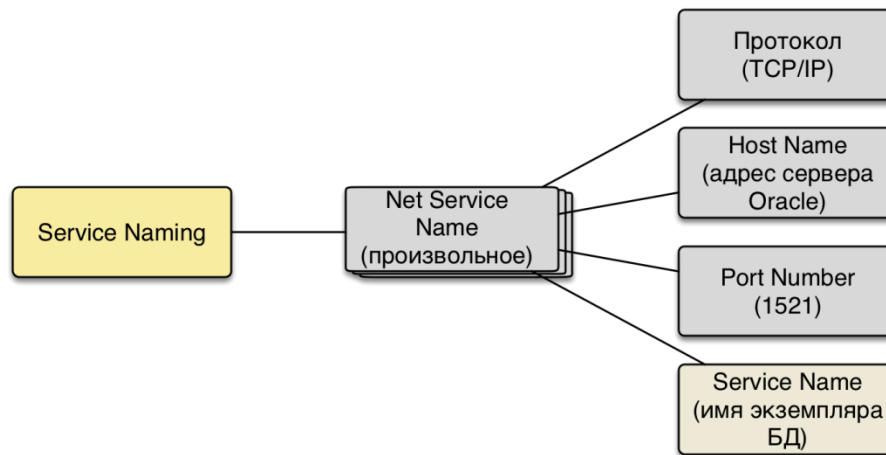 Протокол
(TCP/IP)
Host Name
(адрес сервера
Oracle)
Service Naming
Net Service
Name
(произвольное)
Port Number
(1521)
Service Name
(имя экземпляра
БД)